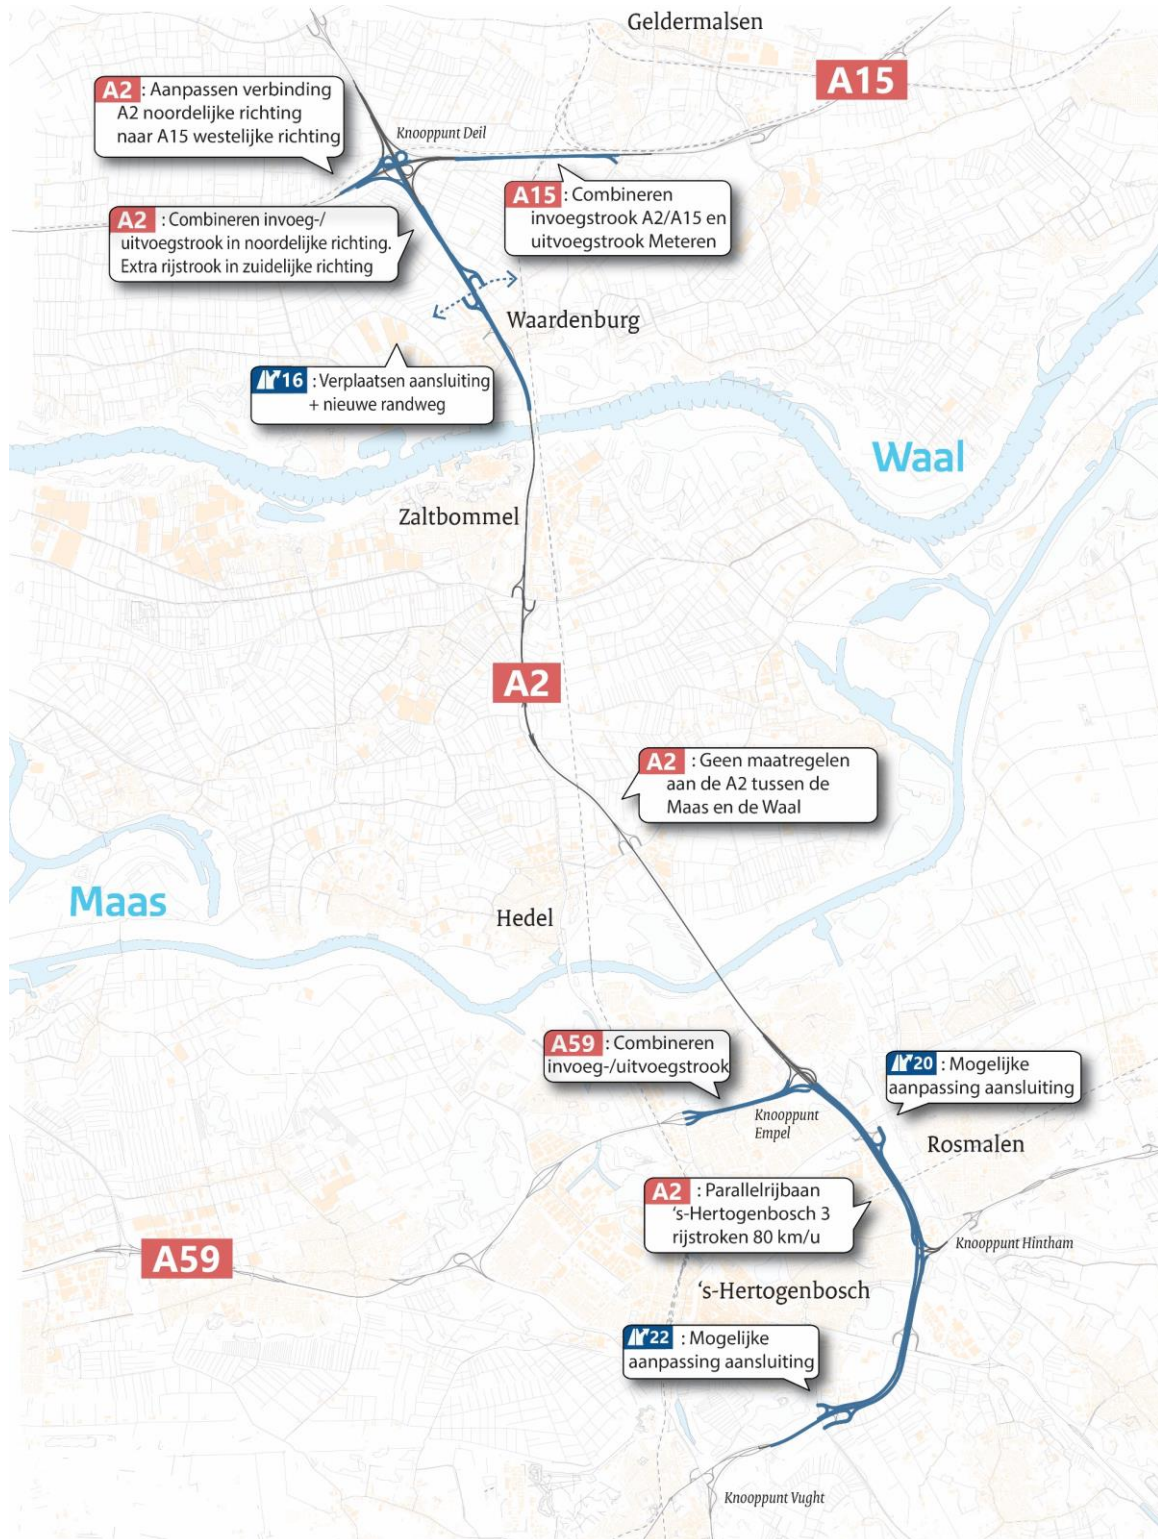 Geldermalsen
A15
A2 : Aanpassen verbinding
A2 noordelijke richting
naar A15 westelijke richting
Knooppunt Deil
A15 : Combineren
invoegstrook A2/A15 en
uitvoegstrook Meteren
A2 : Combineren invoeg-/
uitvoegstrook in noordelijke richting.
Extra rijstrook in zuidelijke richting
Waardenburg
16 : Verplaatsen aansluiting
+ nieuwe randweg
Waal
Zaltbommel
A2
A2 : Geen maatregelen
aan de A2 tussen de
Maas en de Waal
Maas
Hedel
A59 : Combineren
invoeg-/uitvoegstrook
20 : Mogelijke
aanpassing aansluiting
Knooppunt
Empel
Rosmalen
A2 : Parallelrijbaan
‘s-Hertogenbosch 3
rijstroken 80 km/u
Knooppunt Hintham
A59
‘s-Hertogenbosch
22 : Mogelijke
aanpassing aansluiting
Knooppunt Vught